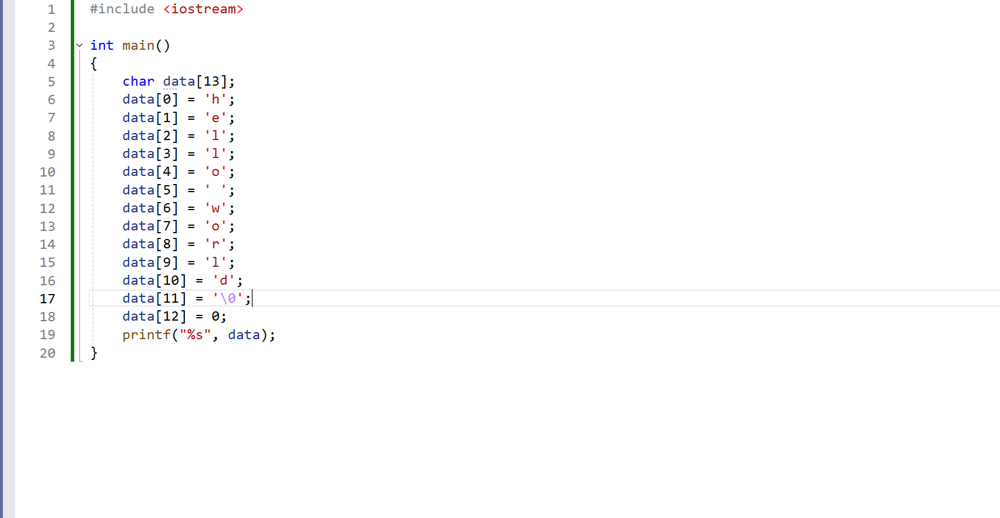 1 #include <iostream>
2
3 int main()
4 {
5     char data[13];
6     data[0] = 'h';
7     data[1] = 'e';
8     data[2] = 'l';
9     data[3] = 'l';
10     data[4] = 'o';
11     data[5] = ' ';
12     data[6] = 'w';
13     data[7] = 'o';
14     data[8] = 'r';
15     data[9] = 'l';
16     data[10] = 'd';
17     data[11] = '\0';
18     data[12] = 0;
19     printf("%s", data);
20 }